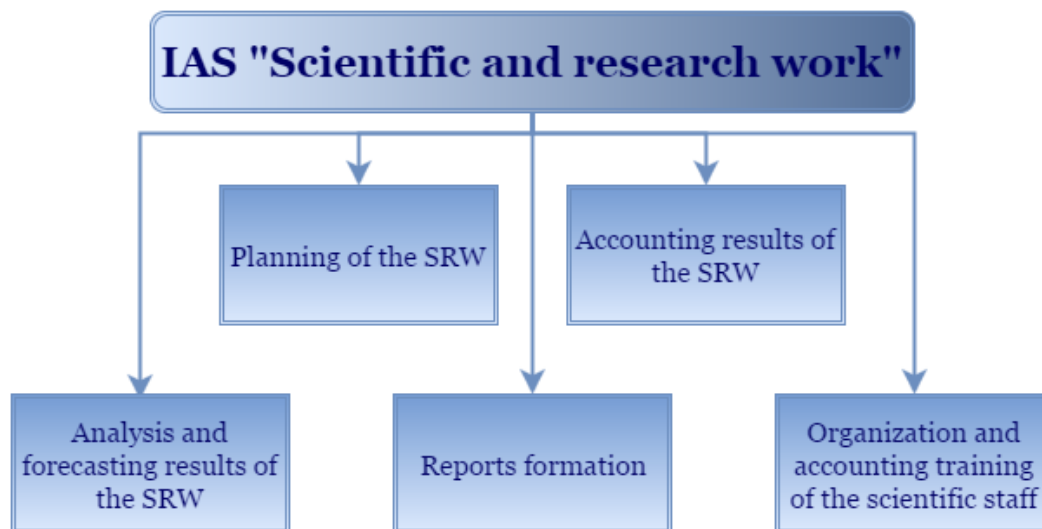 IAS "Scientific and research work"
Planning of the SRW
Accounting results of
the SRW
Analysis and
forecasting results of
the SRW
Reports formation
Organization and
accounting training
of the scientific staff